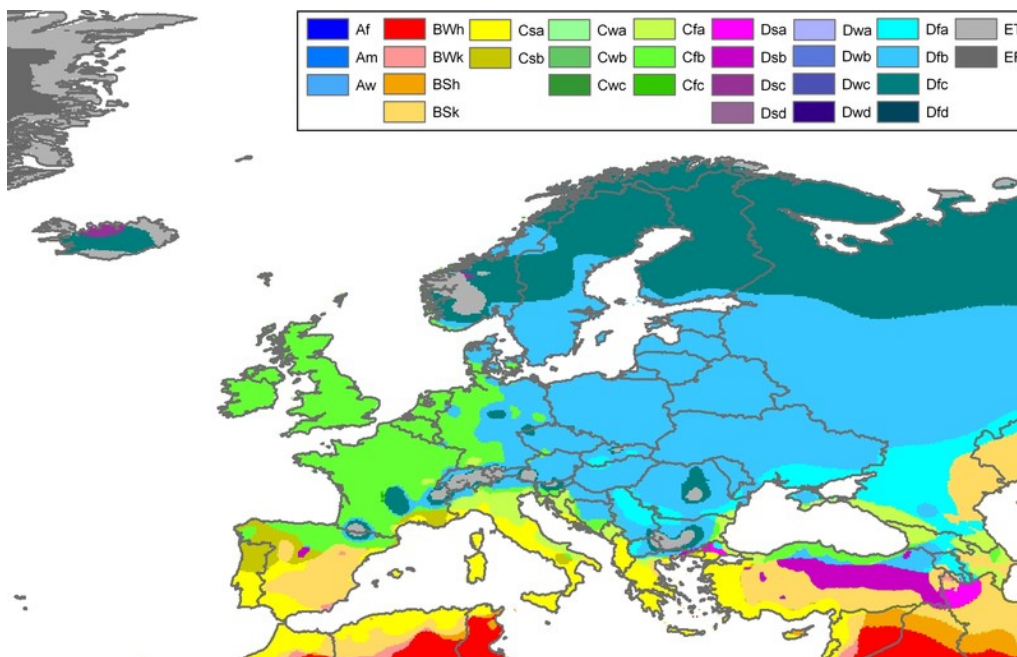 Af BWh Csa Cwa Cfa Dsa Dwa Dfa ET
Am BWk Csb Cwb Cfb Dsb Dwb Dfb EF
Aw BSh Cwc Cfc Dsc Dwc Dfc
BSk Dsd Dwd Dfd